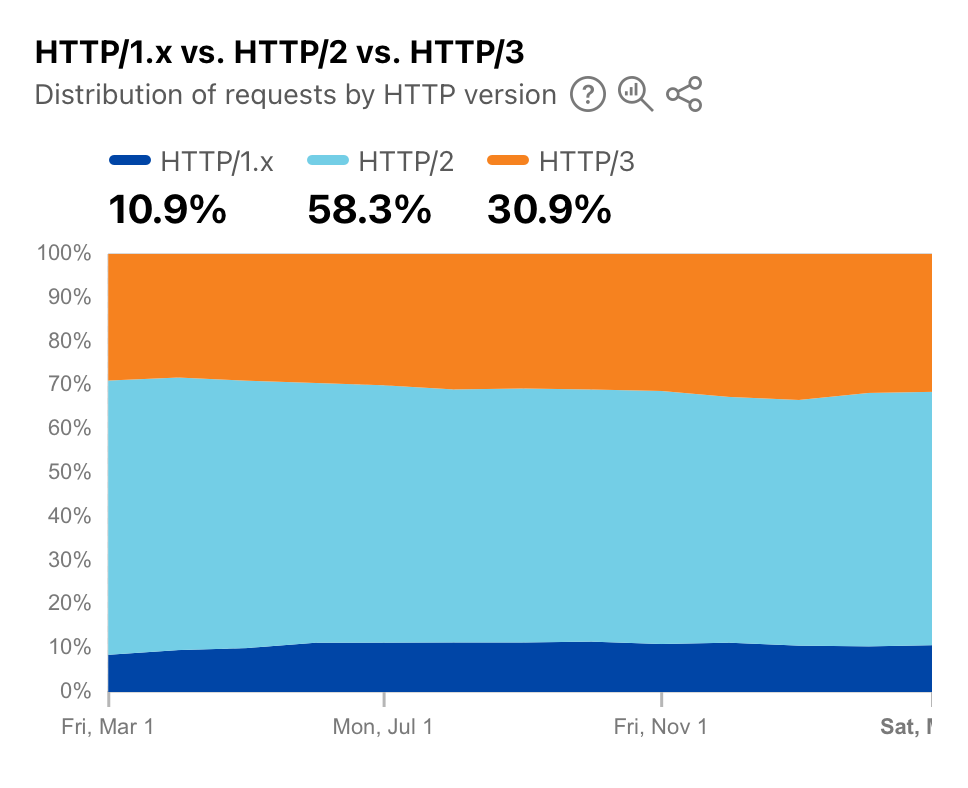 HTTP/1.x vs. HTTP/2 vs. HTTP/3
Distribution of requests by HTTP version
HTTP/1.x HTTP/2 HTTP/3
10.9% 58.3% 30.9%
100%
90%
80%
70%
60%
50%
40%
30%
20%
10%
0%
Fri, Mar 1 Mon, Jul 1 Fri, Nov 1 Sat,